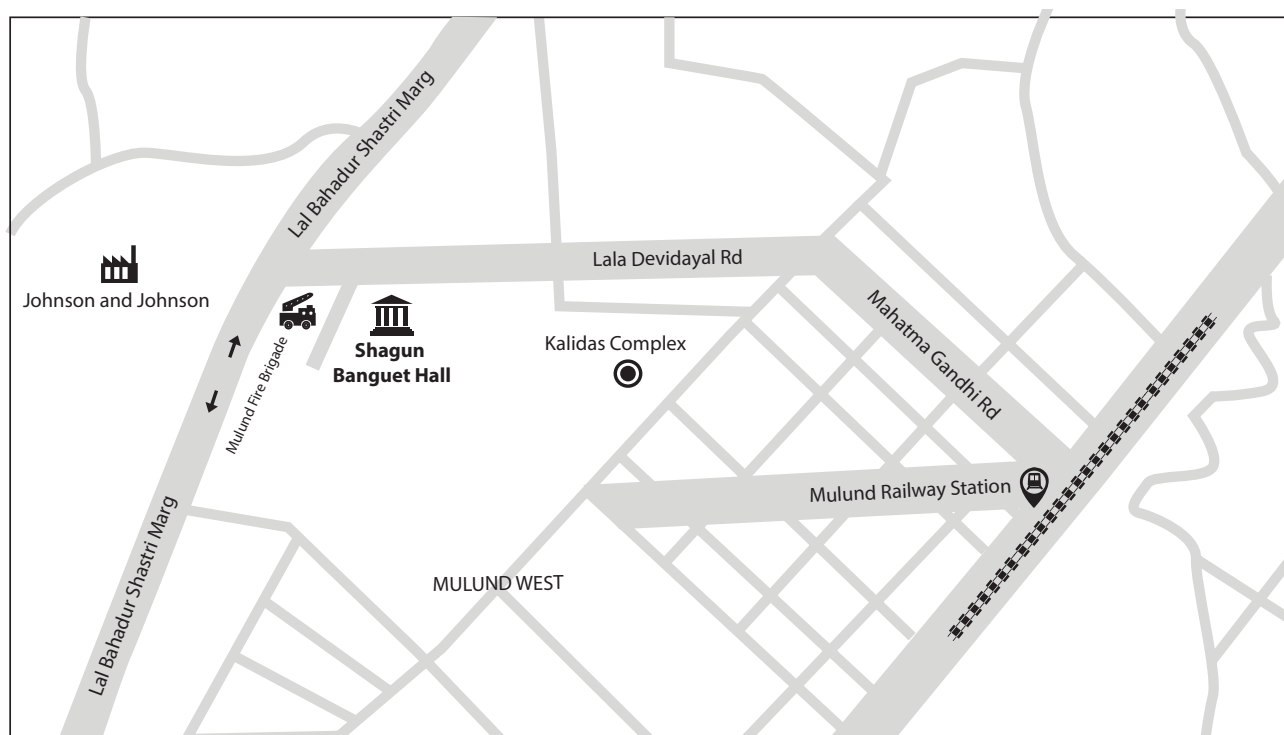 Lal Bahadur Shastri Marg
Lala Devidayal Rd
Johnson and Johnson
Mulund Fire Brigade
Shagun
Banguet Hall
Kalidas Complex
Mahatma Gandhi Rd
Mulund Railway Station
Lal Bahadur Shastri Marg
MULUND WEST